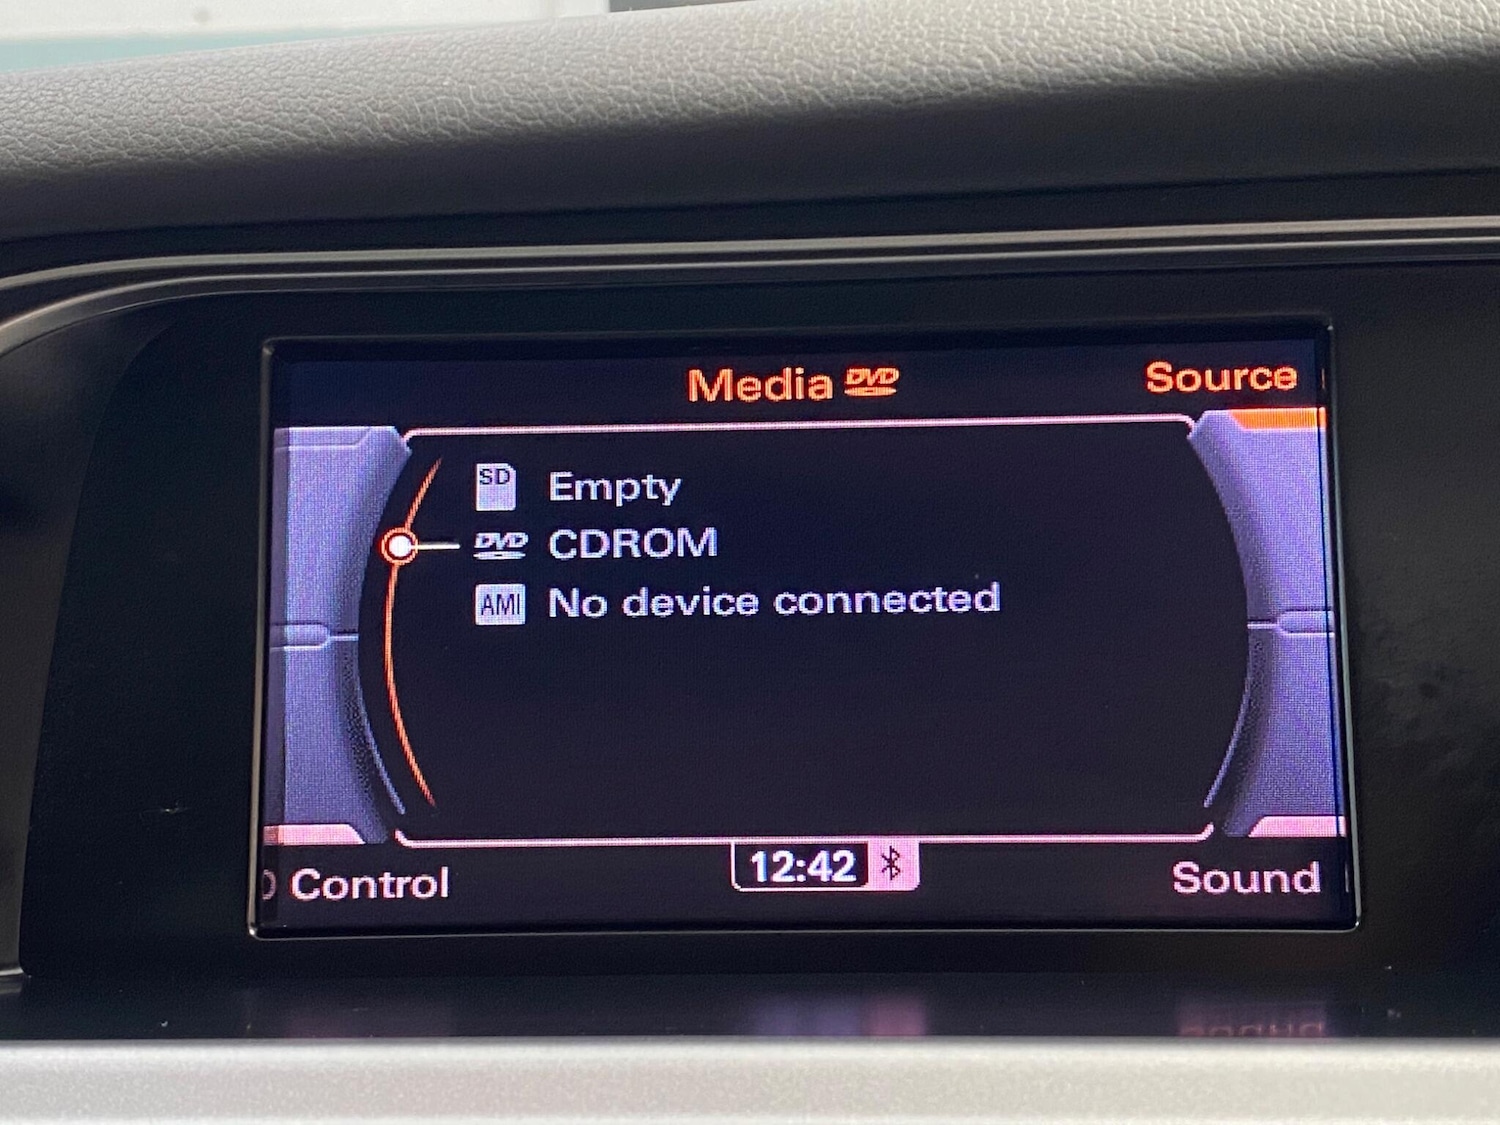 Media DVD
Source
SD Empty
DVD CDROM
AMI No device connected
Control
12:42
Sound